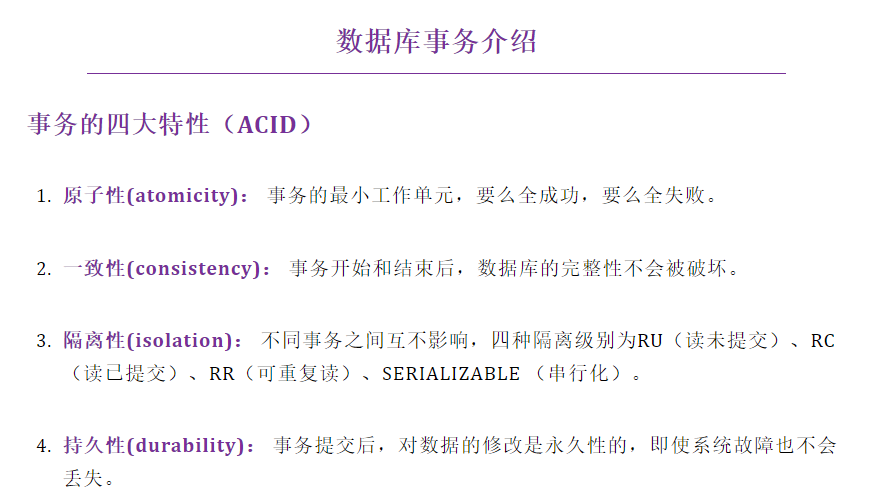 数据库事务介绍
事务的四大特性（ACID）
1. 原子性(atomicity)： 事务的最小工作单元，要么全成功，要么全失败。
2. 一致性(consistency)： 事务开始和结束后，数据库的完整性不会被破坏。
3. 隔离性(isolation)： 不同事务之间互不影响，四种隔离级别为RU（读未提交）、RC
（读已提交）、RR（可重复读）、SERIALIZABLE （串行化）。
4. 持久性(durability)： 事务提交后，对数据的修改是永久性的，即使系统故障也不会
丢失。